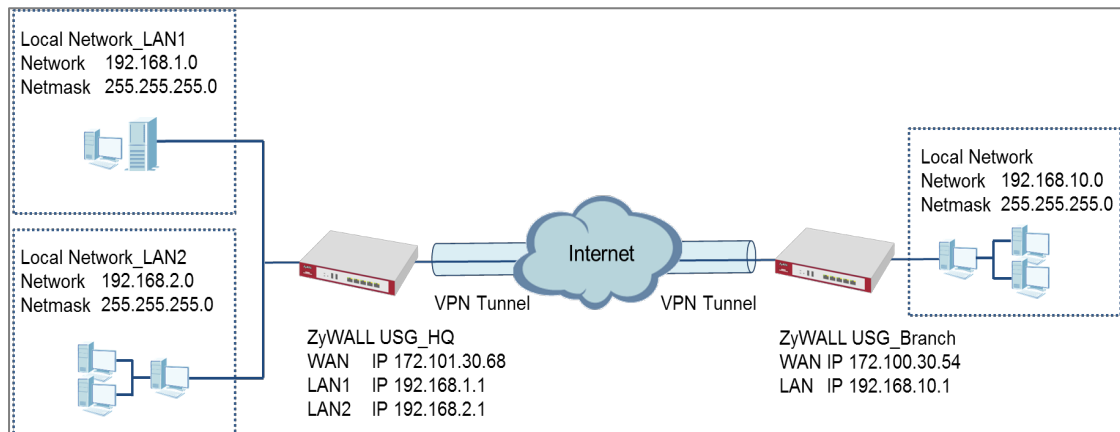 Local Network_LAN1
Network 192.168.1.0
Netmask 255.255.255.0
Local Network_LAN2
Network 192.168.2.0
Netmask 255.255.255.0
VPN Tunnel
Internet
VPN Tunnel
Local Network
Network 192.168.10.0
Netmask 255.255.255.0
ZyWALL USG_HQ
WAN IP 172.101.30.68
LAN1 IP 192.168.1.1
LAN2 IP 192.168.2.1
ZyWALL USG_Branch
WAN IP 172.100.30.54
LAN IP 192.168.10.1